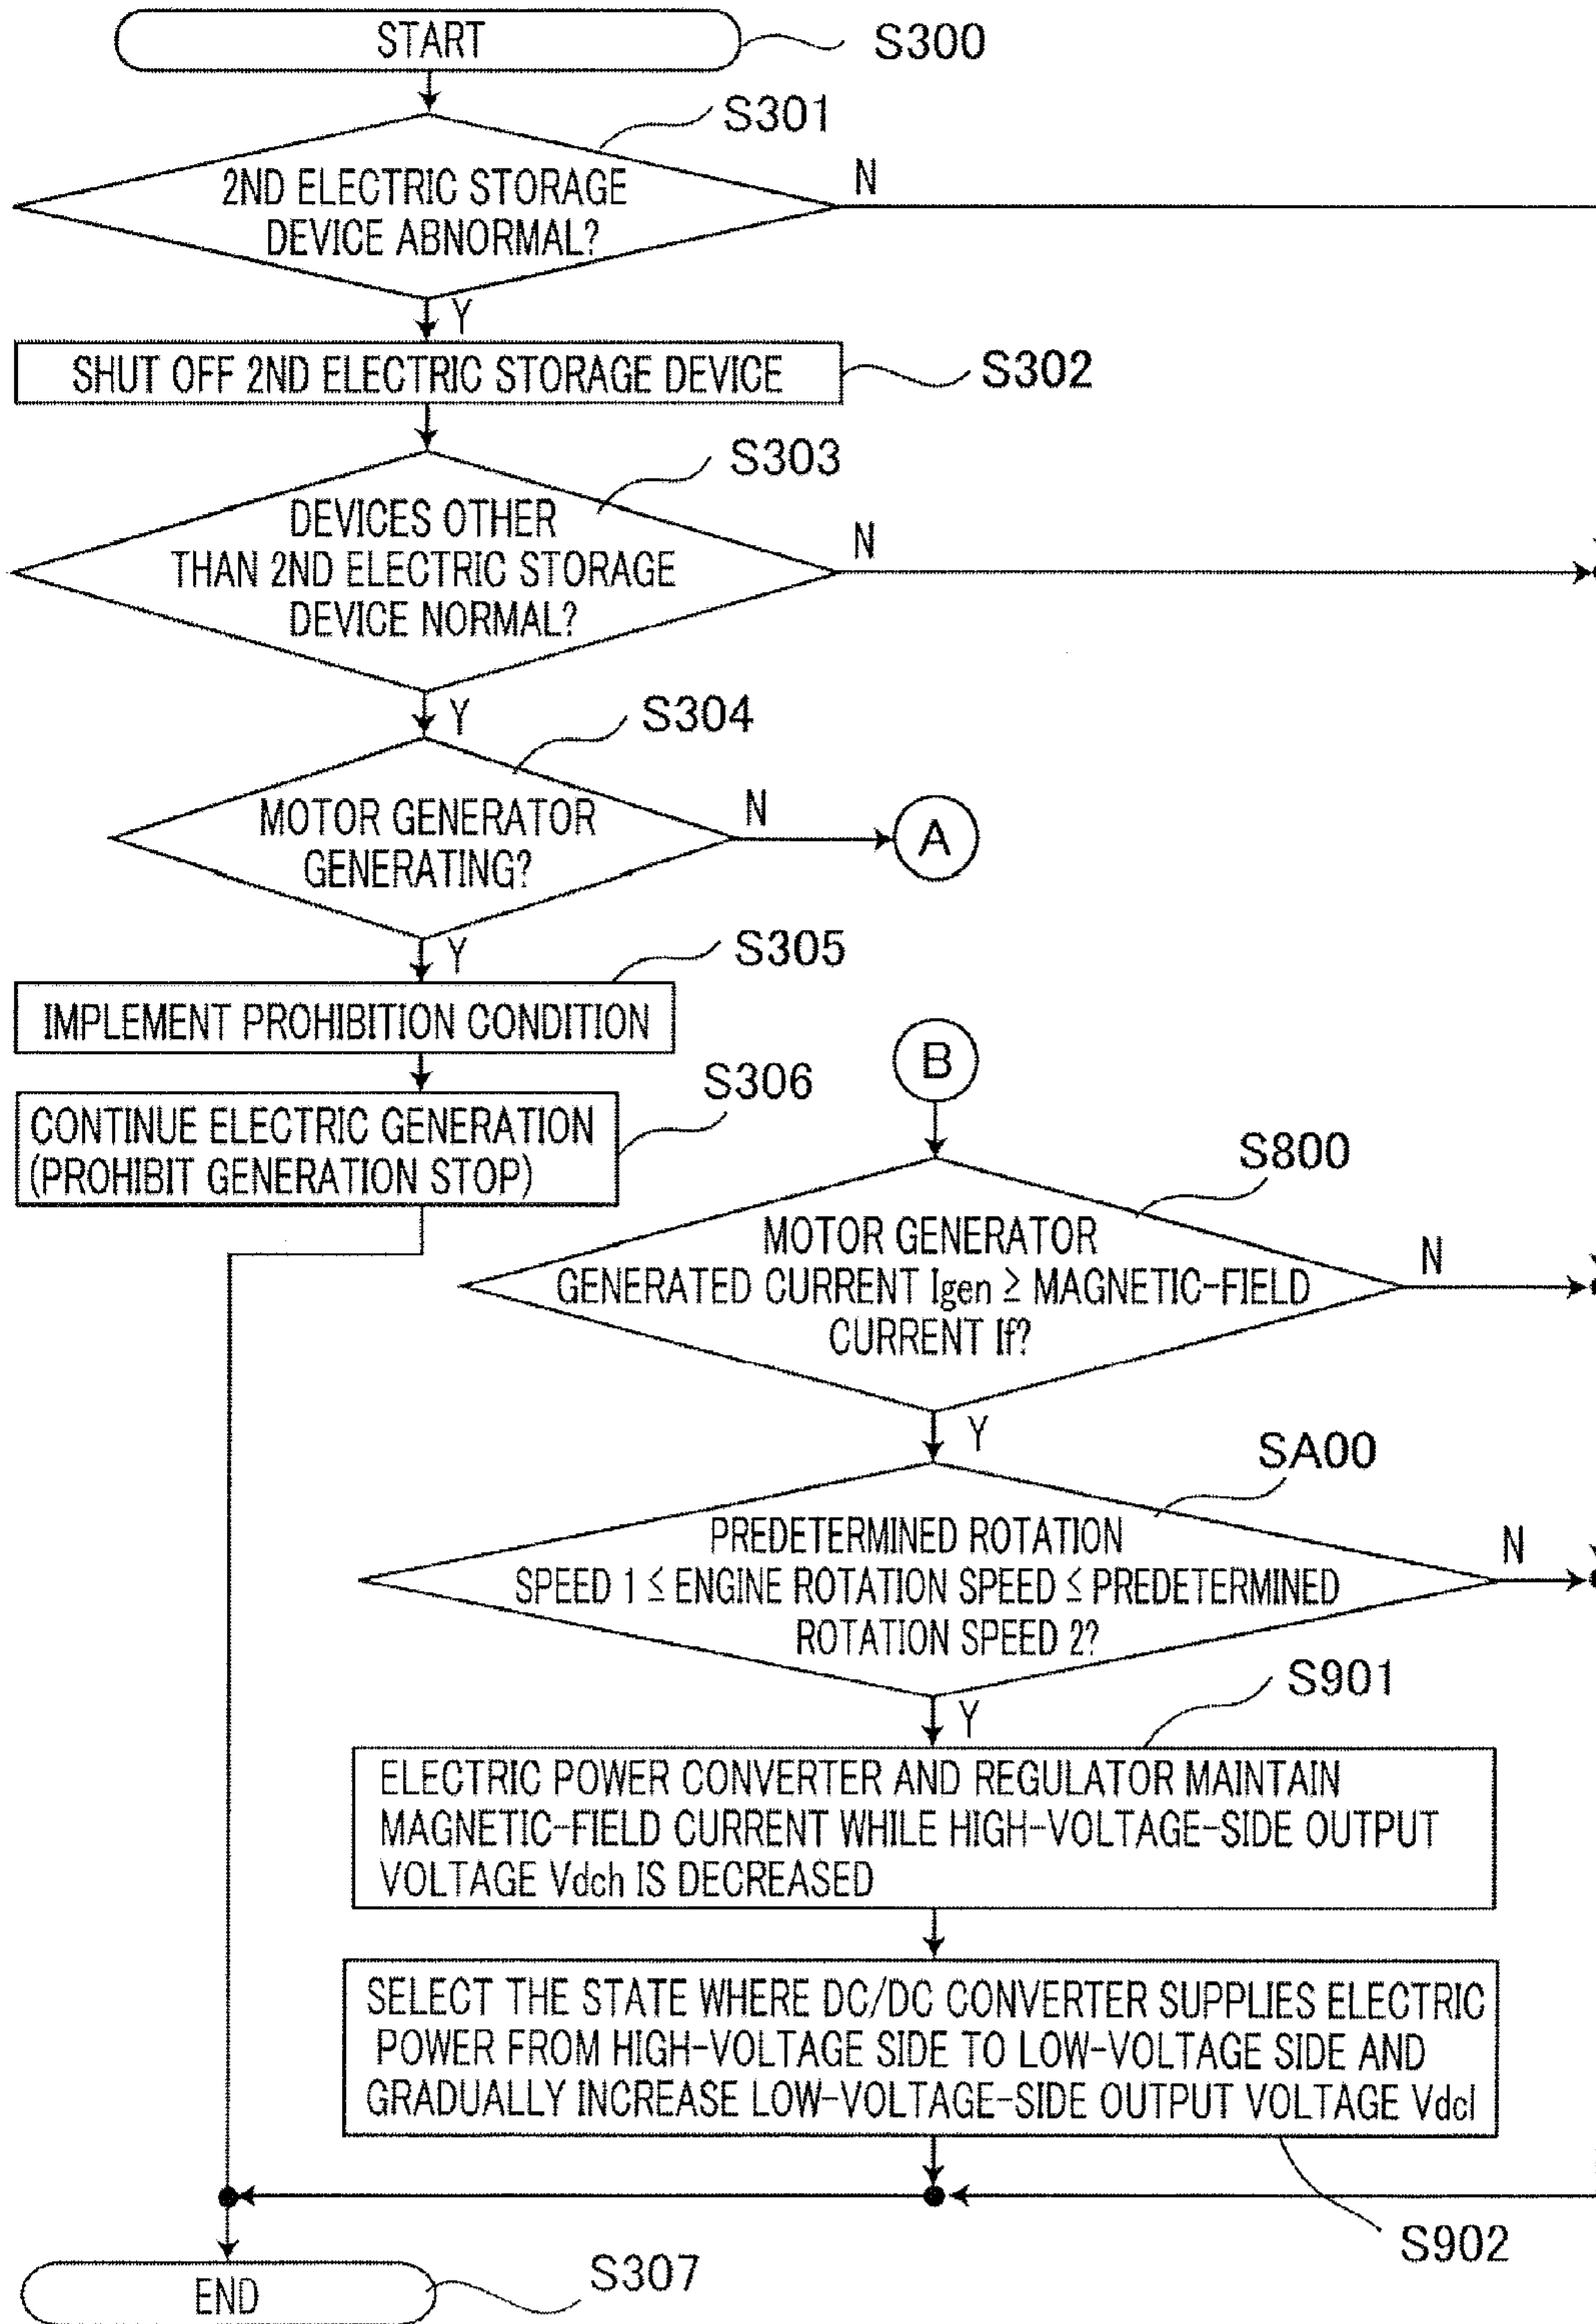 START
S300
S301
2ND ELECTRIC STORAGE
DEVICE ABNORMAL?
N
Y
SHUT OFF 2ND ELECTRIC STORAGE DEVICE
S302
S303
DEVICES OTHER
THAN 2ND ELECTRIC STORAGE
DEVICE NORMAL?
N
Y
S304
MOTOR GENERATOR
GENERATING?
N
A
Y
S305
IMPLEMENT PROHIBITION CONDITION
S306
CONTINUE ELECTRIC GENERATION
(PROHIBIT GENERATION STOP)
B
S800
MOTOR GENERATOR
GENERATED CURRENT Igen ≥ MAGNETIC-FIELD
CURRENT If?
N
Y
SA00
PREDETERMINED ROTATION
SPEED 1 ≤ ENGINE ROTATION SPEED ≤ PREDETERMINED
ROTATION SPEED 2?
N
Y
S901
ELECTRIC POWER CONVERTER AND REGULATOR MAINTAIN
MAGNETIC-FIELD CURRENT WHILE HIGH-VOLTAGE-SIDE OUTPUT
VOLTAGE Vdch IS DECREASED
SELECT THE STATE WHERE DC/DC CONVERTER SUPPLIES ELECTRIC
POWER FROM HIGH-VOLTAGE SIDE TO LOW-VOLTAGE SIDE AND
GRADUALLY INCREASE LOW-VOLTAGE-SIDE OUTPUT VOLTAGE Vdcl
S902
END
S307